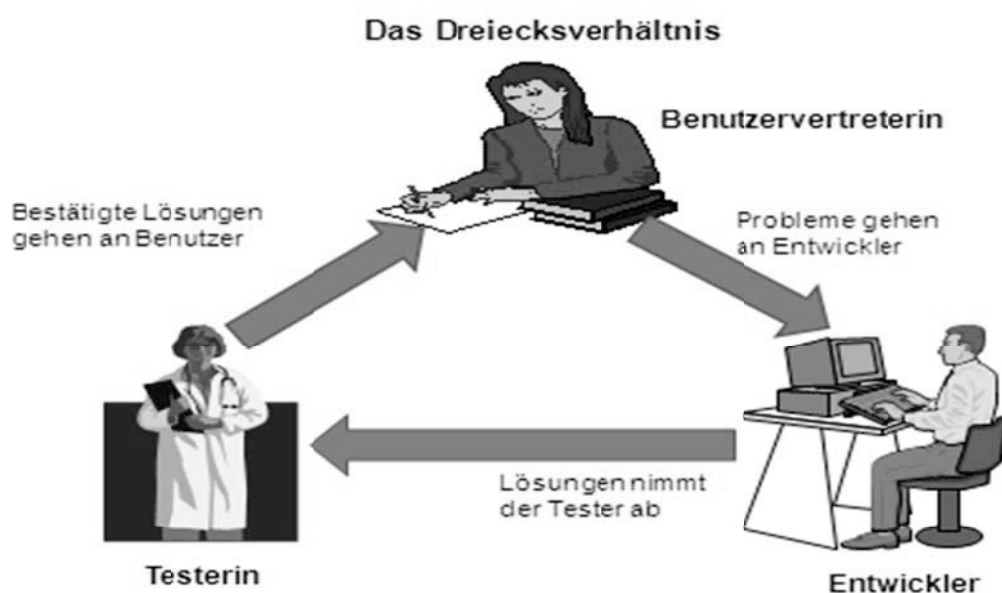 Das Dreiecksverhältnis
Benutzervertreterin
Bestätigte Lösungen
gehen an Benutzer
Probleme gehen
an Entwickler
Lösungen nimmt
der Tester ab
Testerin
Entwickler